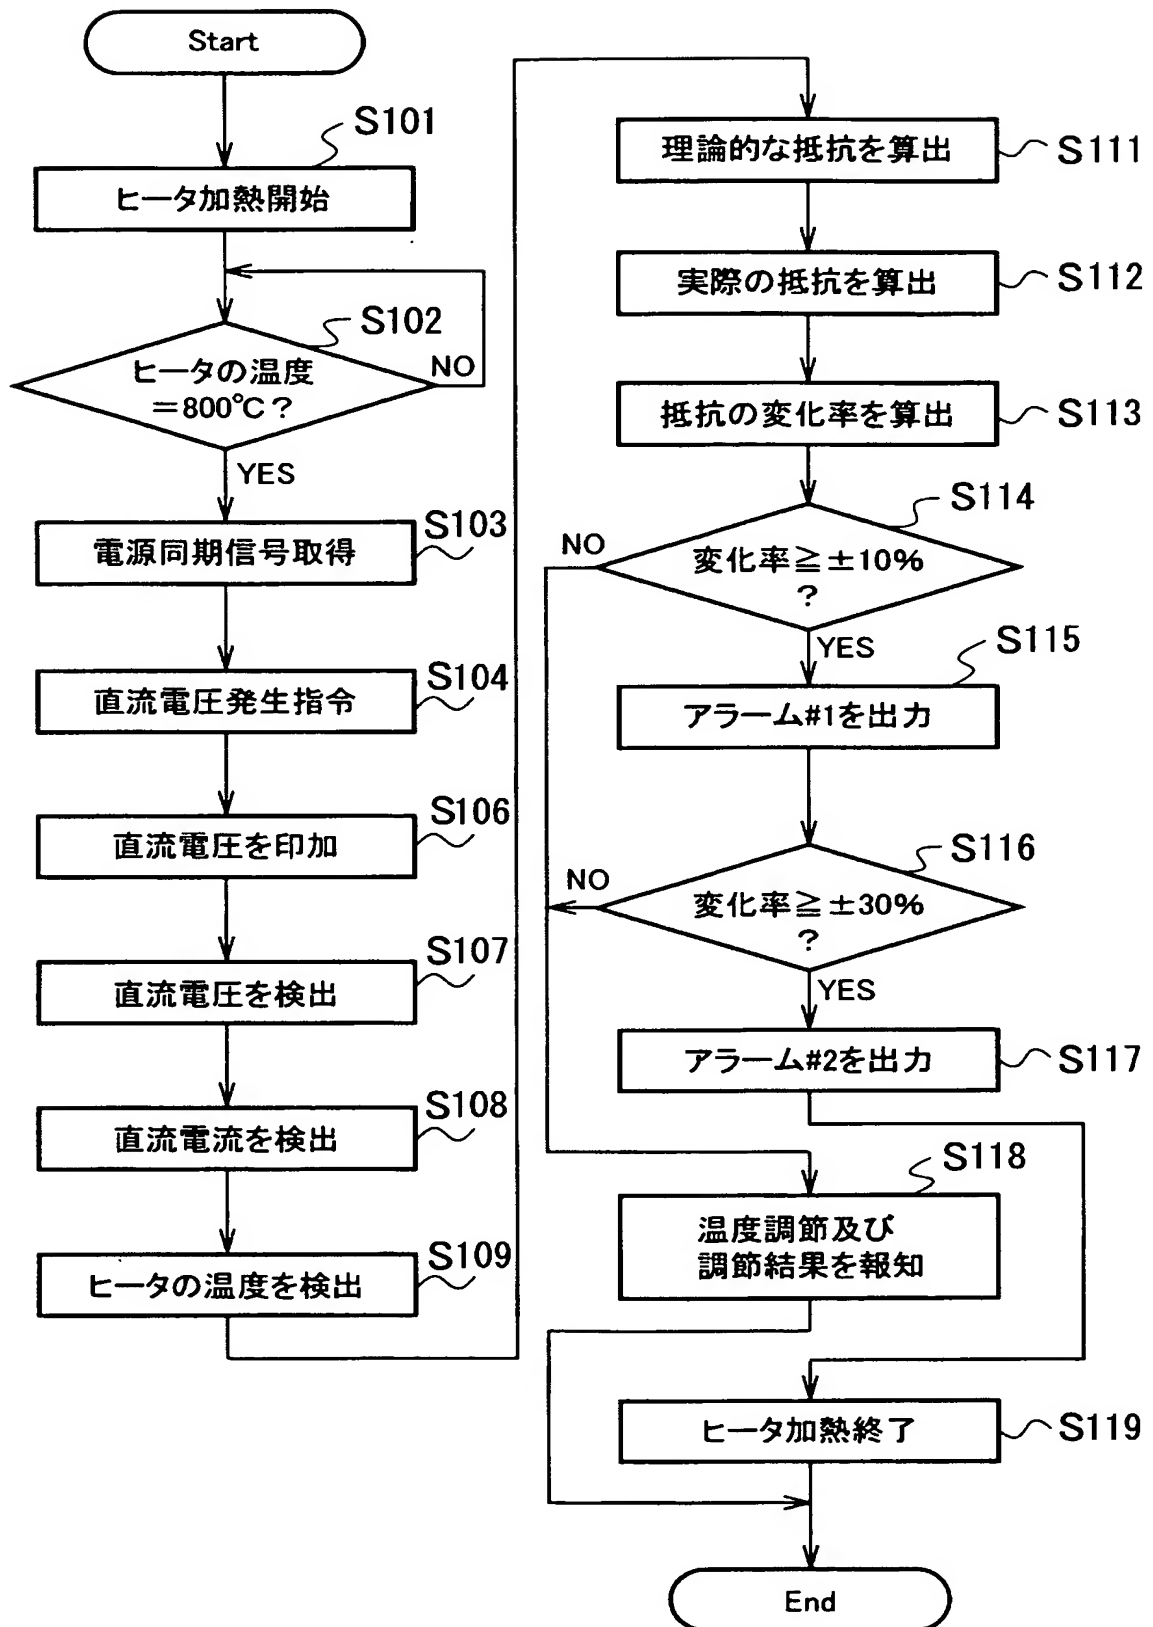 Start
S101
ヒータ加熱開始
S102
ヒータの温度
=800℃?
NO
YES
S103
電源同期信号取得
S104
直流電圧発生指令
S106
直流電圧を印加
S107
直流電圧を検出
S108
直流電流を検出
S109
ヒータの温度を検出
理論的な抵抗を算出
S111
実際の抵抗を算出
S112
抵抗の変化率を算出
S113
S114
NO
変化率≧±10%
?
YES
S115
アラーム#1を出力
S116
NO
変化率≧±30%
?
YES
アラーム#2を出力
S117
S118
温度調節及び
調節結果を報知
ヒータ加熱終了
S119
End